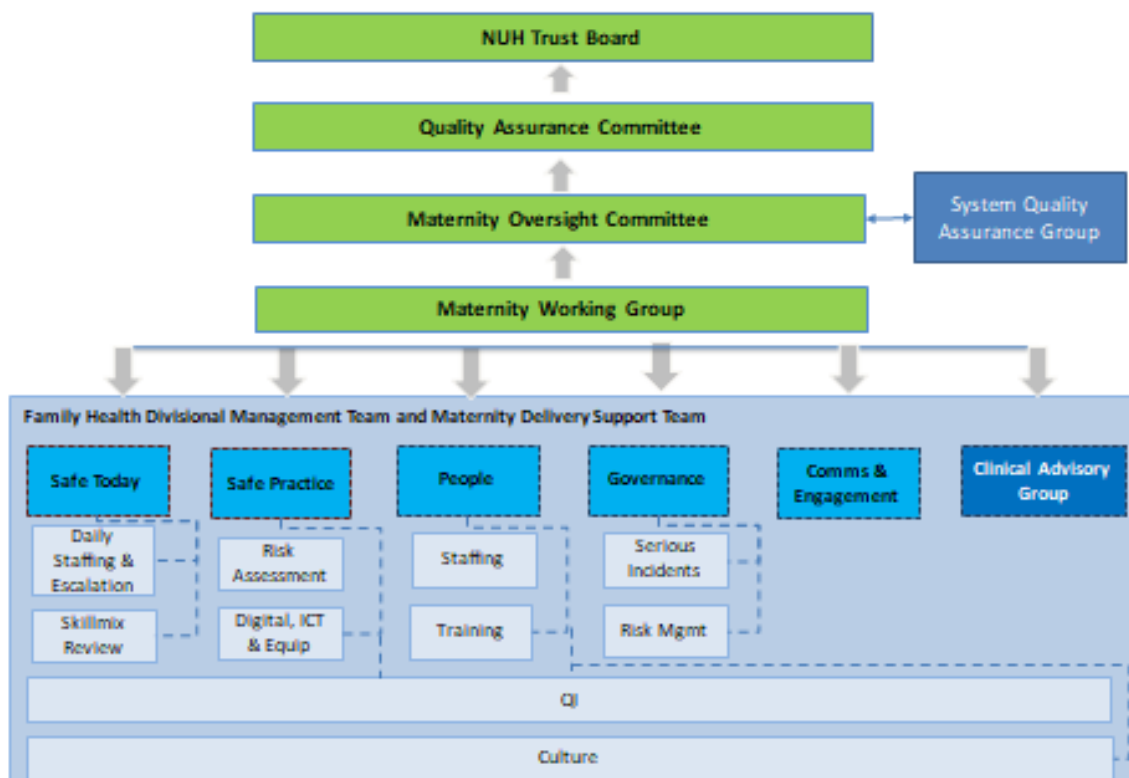 NUH Trust Board
Quality Assurance Committee
Maternity Oversight Committee
System Quality
Assurance Group
Maternity Working Group
Family Health Divisional Management Team and Maternity Delivery Support Team
Safe Today
Safe Practice
People
Governance
Comms &
Engagement
Clinical Advisory
Group
Daily
Staffing &
Escalation
Risk
Assessment
Staffing
Serious
Incidents
Skillmix
Review
Digital, ICT
& Equip
Training
Risk Mgmt
QI
Culture